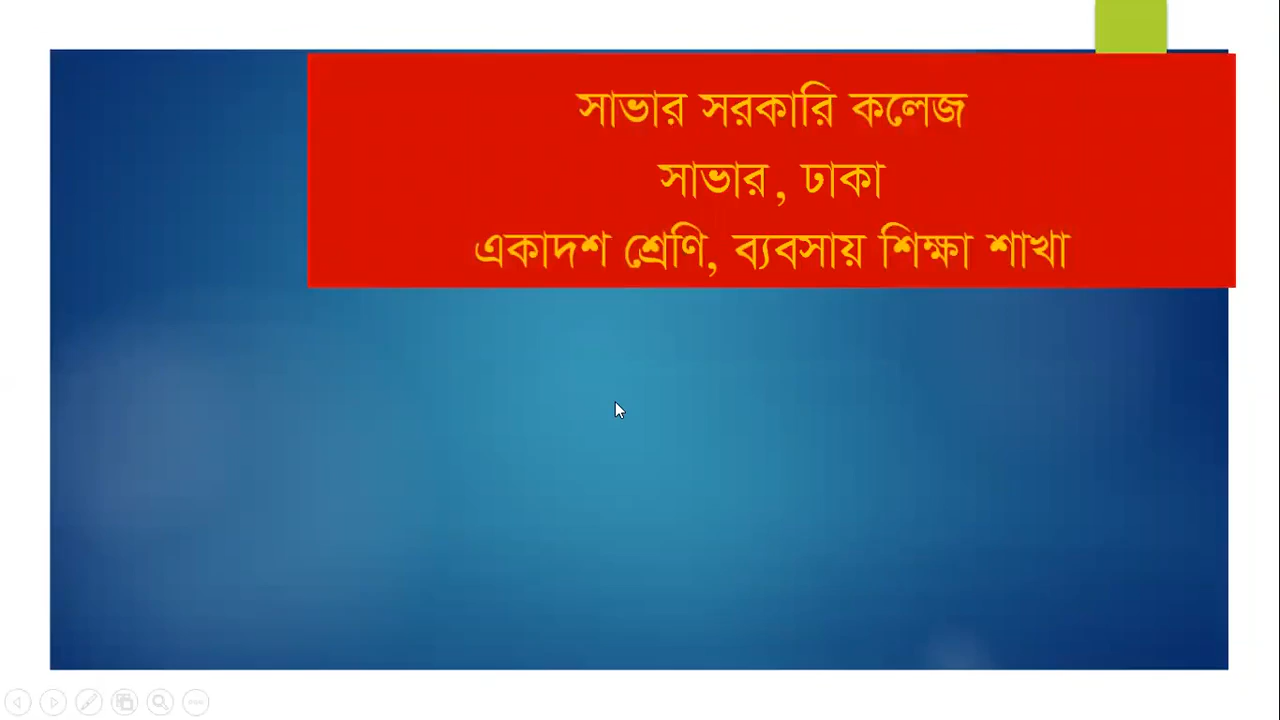 সাভার সরকারি কলেজ
সাভার, ঢাকা
একাদশ শ্রেণি, ব্যবসায় শিক্ষা শাখা